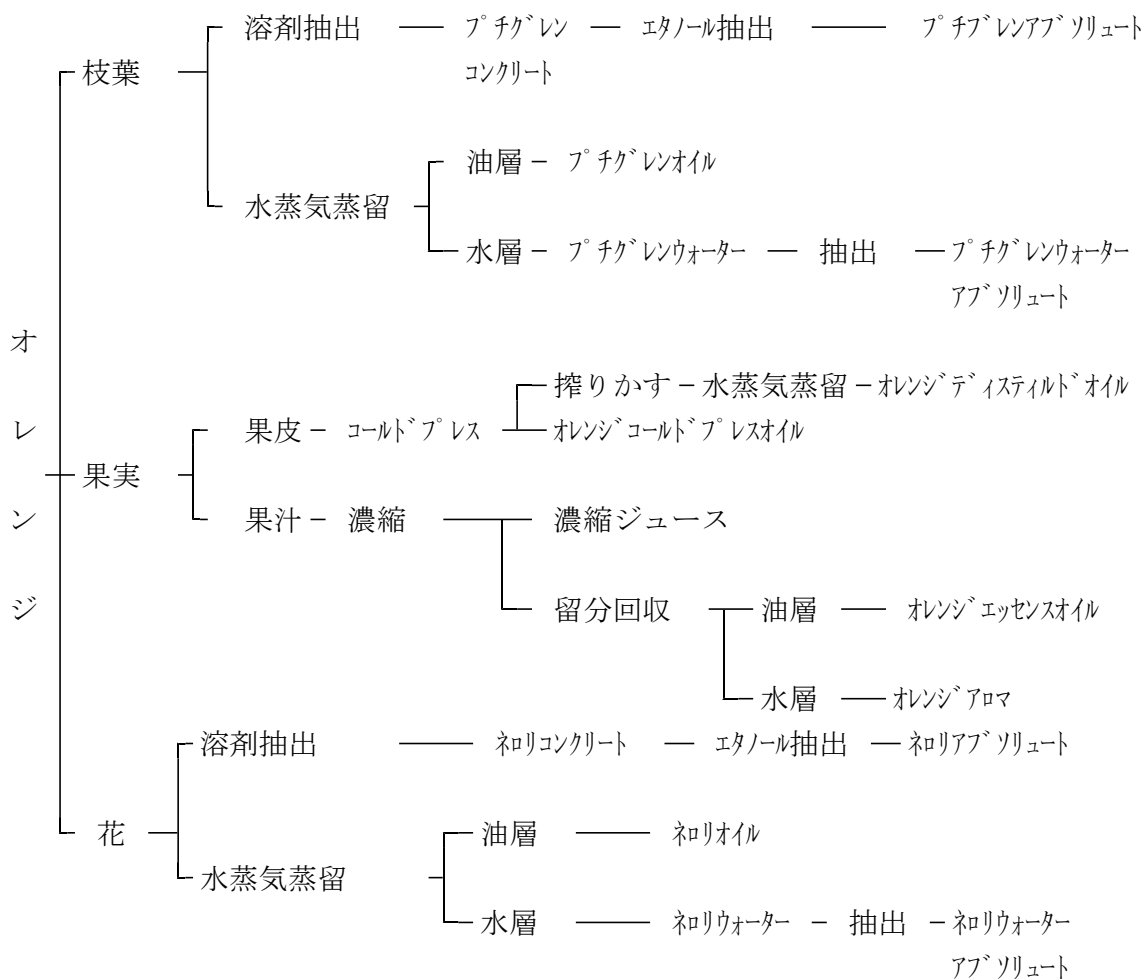 溶剤抽出 プチグレン エタノール抽出 プチブレンアブソリュート
枝葉 コンクリート
油層 − プチグレンオイル
水蒸気蒸留
水層 − プチグレンウォーター 抽出 プチグレンウォーター
アブソリュート
オレンジ
搾りかす − 水蒸気蒸留 − オレンジディスティルドオイル
果皮 − コールドプレス オレンジコールドプレスオイル
果実
果汁 − 濃縮 濃縮ジュース
留分回収 油層 オレンジエッセンスオイル
水層 オレンジアロマ
溶剤抽出 ネロリコンクリート エタノール抽出 ネロリアブソリュート
花 油層 ネロリオイル
水蒸気蒸留
水層 ネロリウォーター − 抽出 − ネロリウォーター
アブソリュート